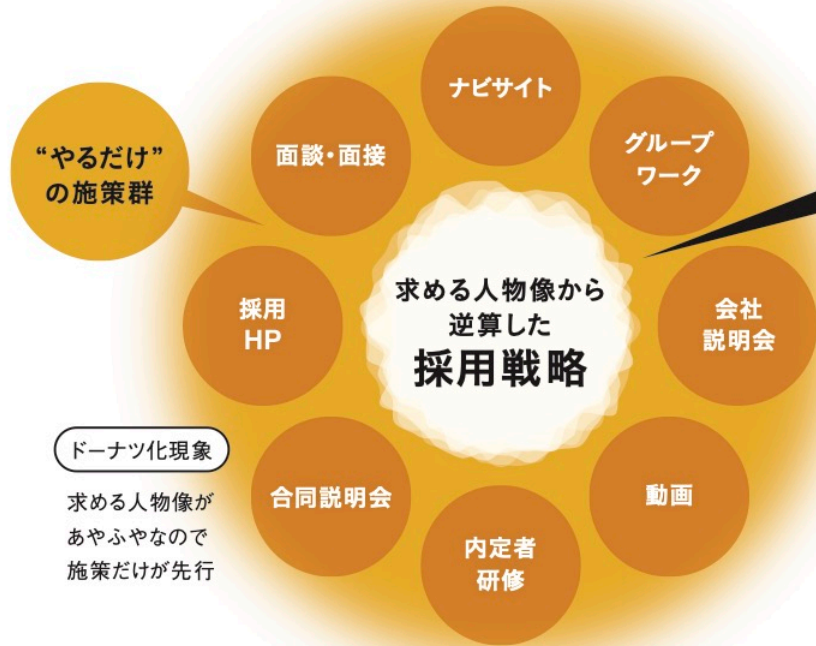 ナビサイト
グループ
ワーク
面談・面接
“やるだけ”
の施策群
採用
HP
求める人物像から
逆算した
採用戦略
会社
説明会
ドーナツ化現象
求める人物像が
あやふやなので
施策だけが先行
合同説明会
動画
内定者
研修